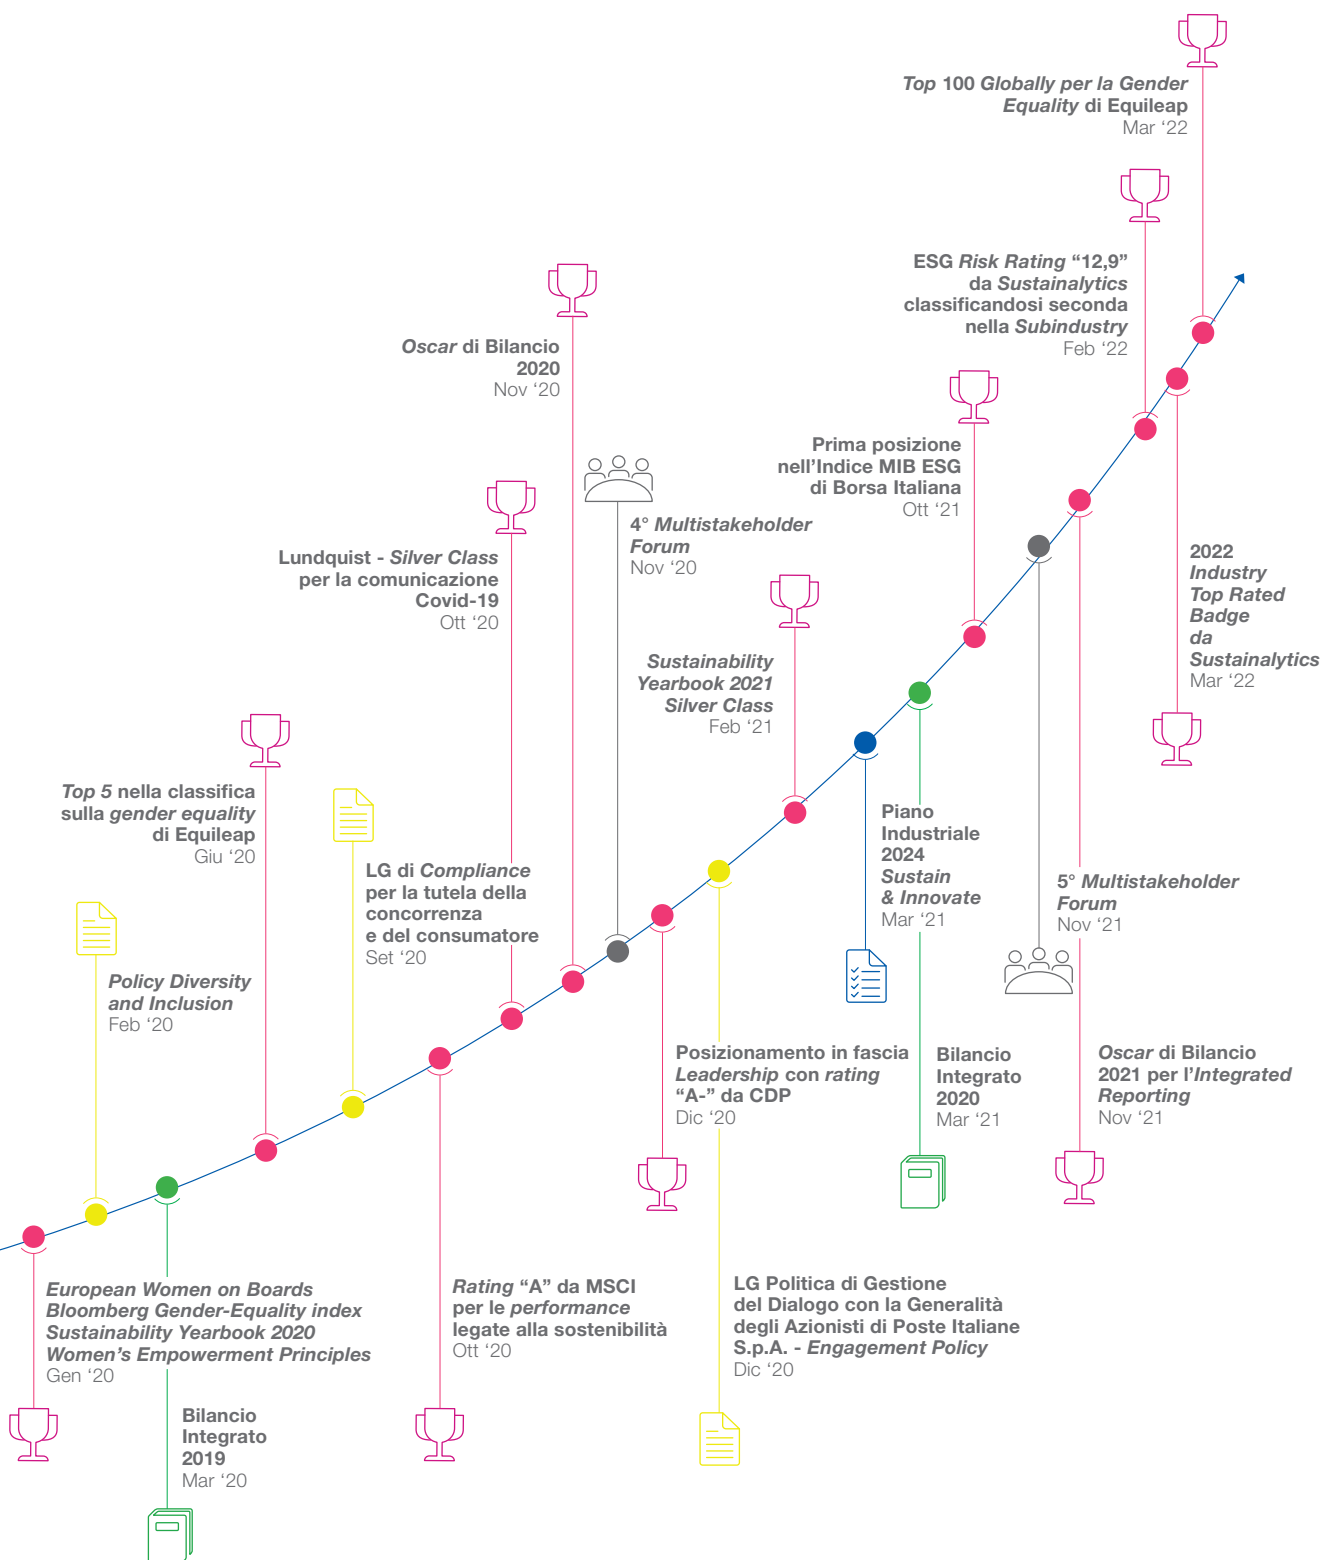 Top 100 Globally per la Gender
Equality di Equileap
Mar ‘22
ESG Risk Rating “12,9”
da Sustainalytics
classificandosi seconda
nella Subindustry
Feb ‘22
Oscar di Bilancio
2020
Nov ‘20
Prima posizione
nell’Indice MIB ESG
di Borsa Italiana
Ott ‘21
4° Multistakeholder
Forum
Nov ‘20
Lundquist - Silver Class
per la comunicazione
Covid-19
Ott ‘20
2022
Industry
Top Rated
Badge
da
Sustainalytics
Mar ‘22
Sustainability
Yearbook 2021
Silver Class
Feb ‘21
Top 5 nella classifica
sulla gender equality
di Equileap
Giu ‘20
LG di Compliance
per la tutela della
concorrenza
e del consumatore
Set ‘20
Piano
Industriale
2024
Sustain
& Innovate
Mar ‘21
5° Multistakeholder
Forum
Nov ‘21
Policy Diversity
and Inclusion
Feb ‘20
Posizionamento in fascia
Leadership con rating
“A-” da CDP
Dic ‘20
Bilancio
Integrato
2020
Mar ‘21
Oscar di Bilancio
2021 per l’Integrated
Reporting
Nov ‘21
European Women on Boards
Bloomberg Gender-Equality index
Sustainability Yearbook 2020
Women’s Empowerment Principles
Gen ‘20
Rating “A” da MSCI
per le performance
legate alla sostenibilità
Ott ‘20
LG Politica di Gestione
del Dialogo con la Generalità
degli Azionisti di Poste Italiane
S.p.A. - Engagement Policy
Dic ‘20
Bilancio
Integrato
2019
Mar ‘20